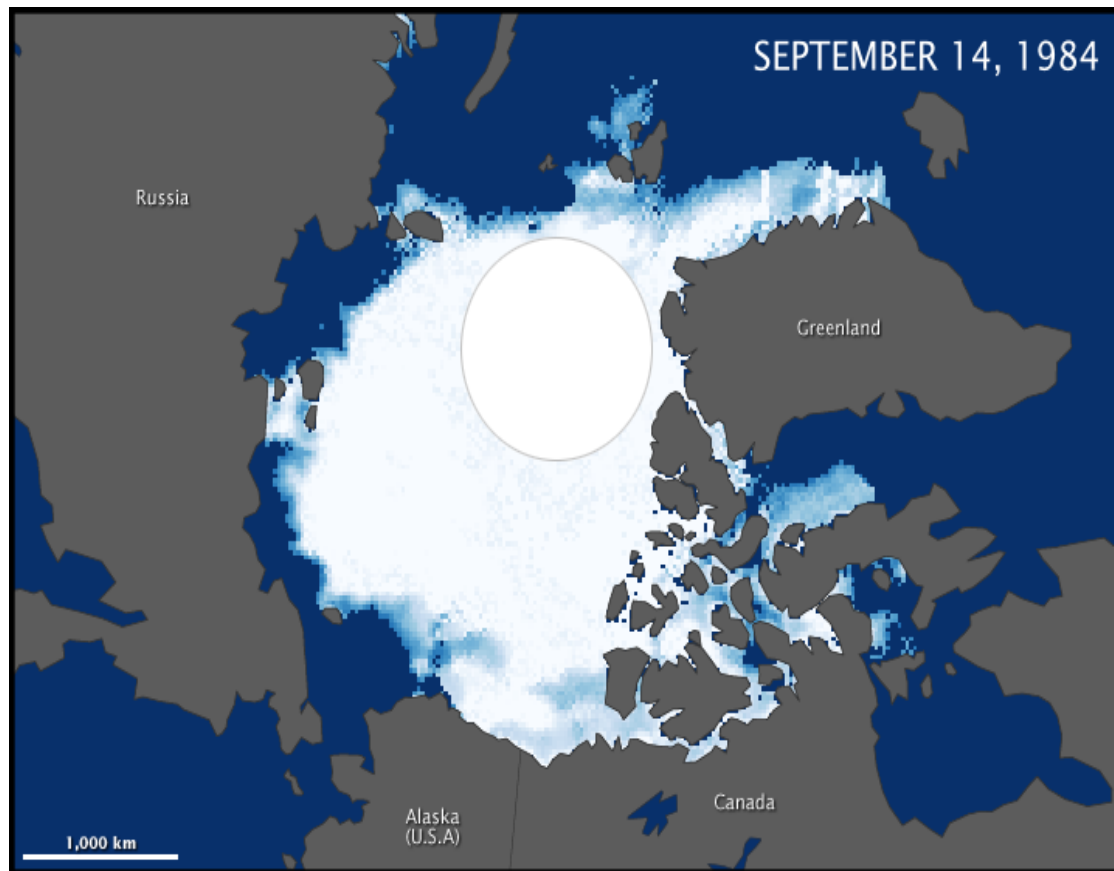 SEPTEMBER 14, 1984
Russia
Greenland
Canada
Alaska
(U.S.A)
1,000 km